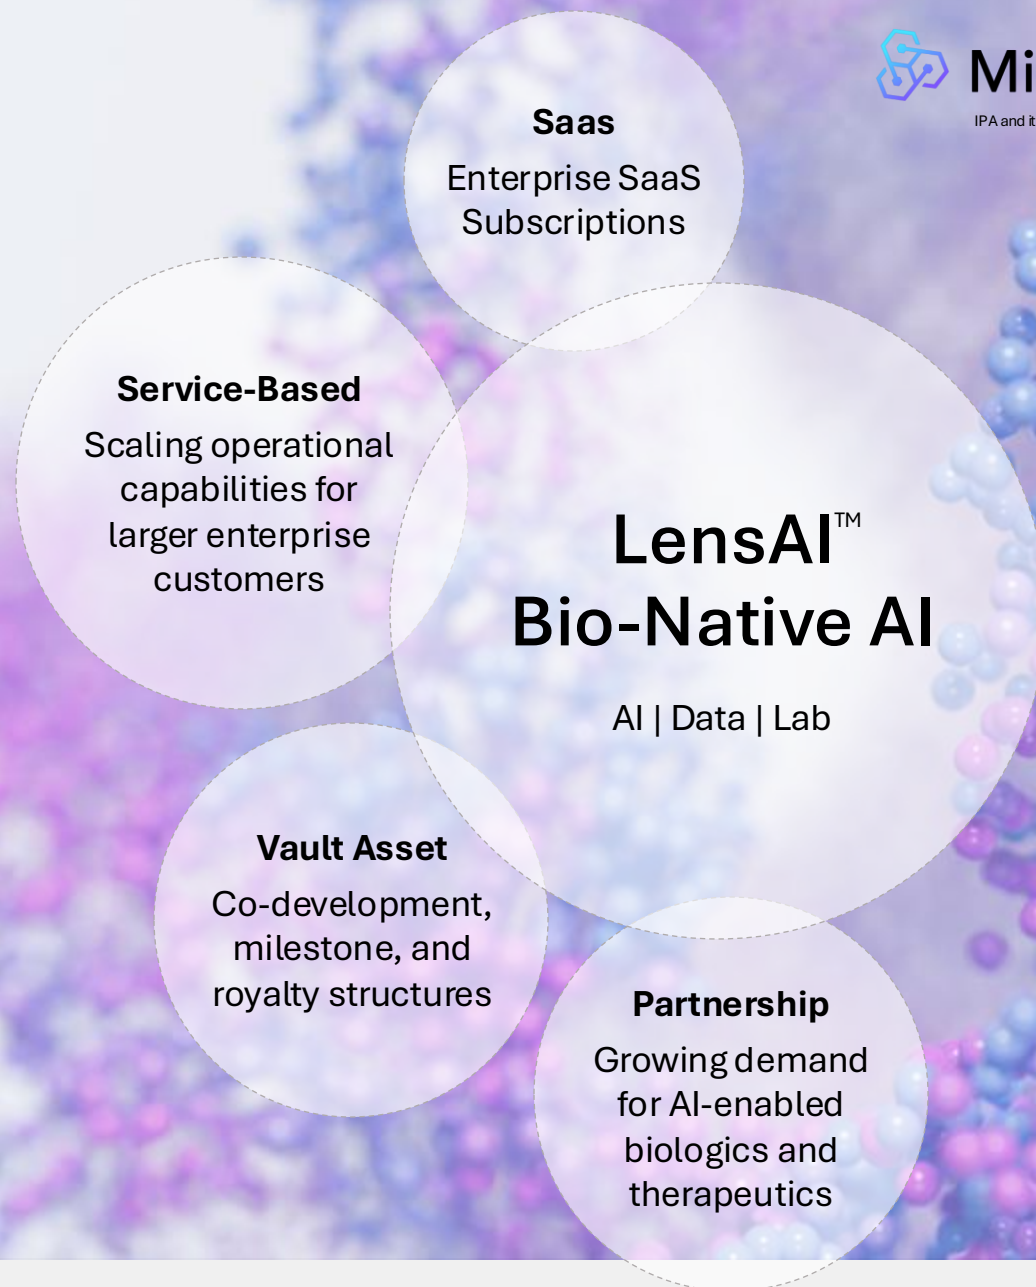 Mi
IPA and it
Saas
Enterprise SaaS
Subscriptions
Service-Based
Scaling operational
capabilities for
larger enterprise
customers
LensAI™
Bio-Native AI
AI | Data | Lab
Vault Asset
Co-development,
milestone, and
royalty structures
Partnership
Growing demand
for AI-enabled
biologics and
therapeutics